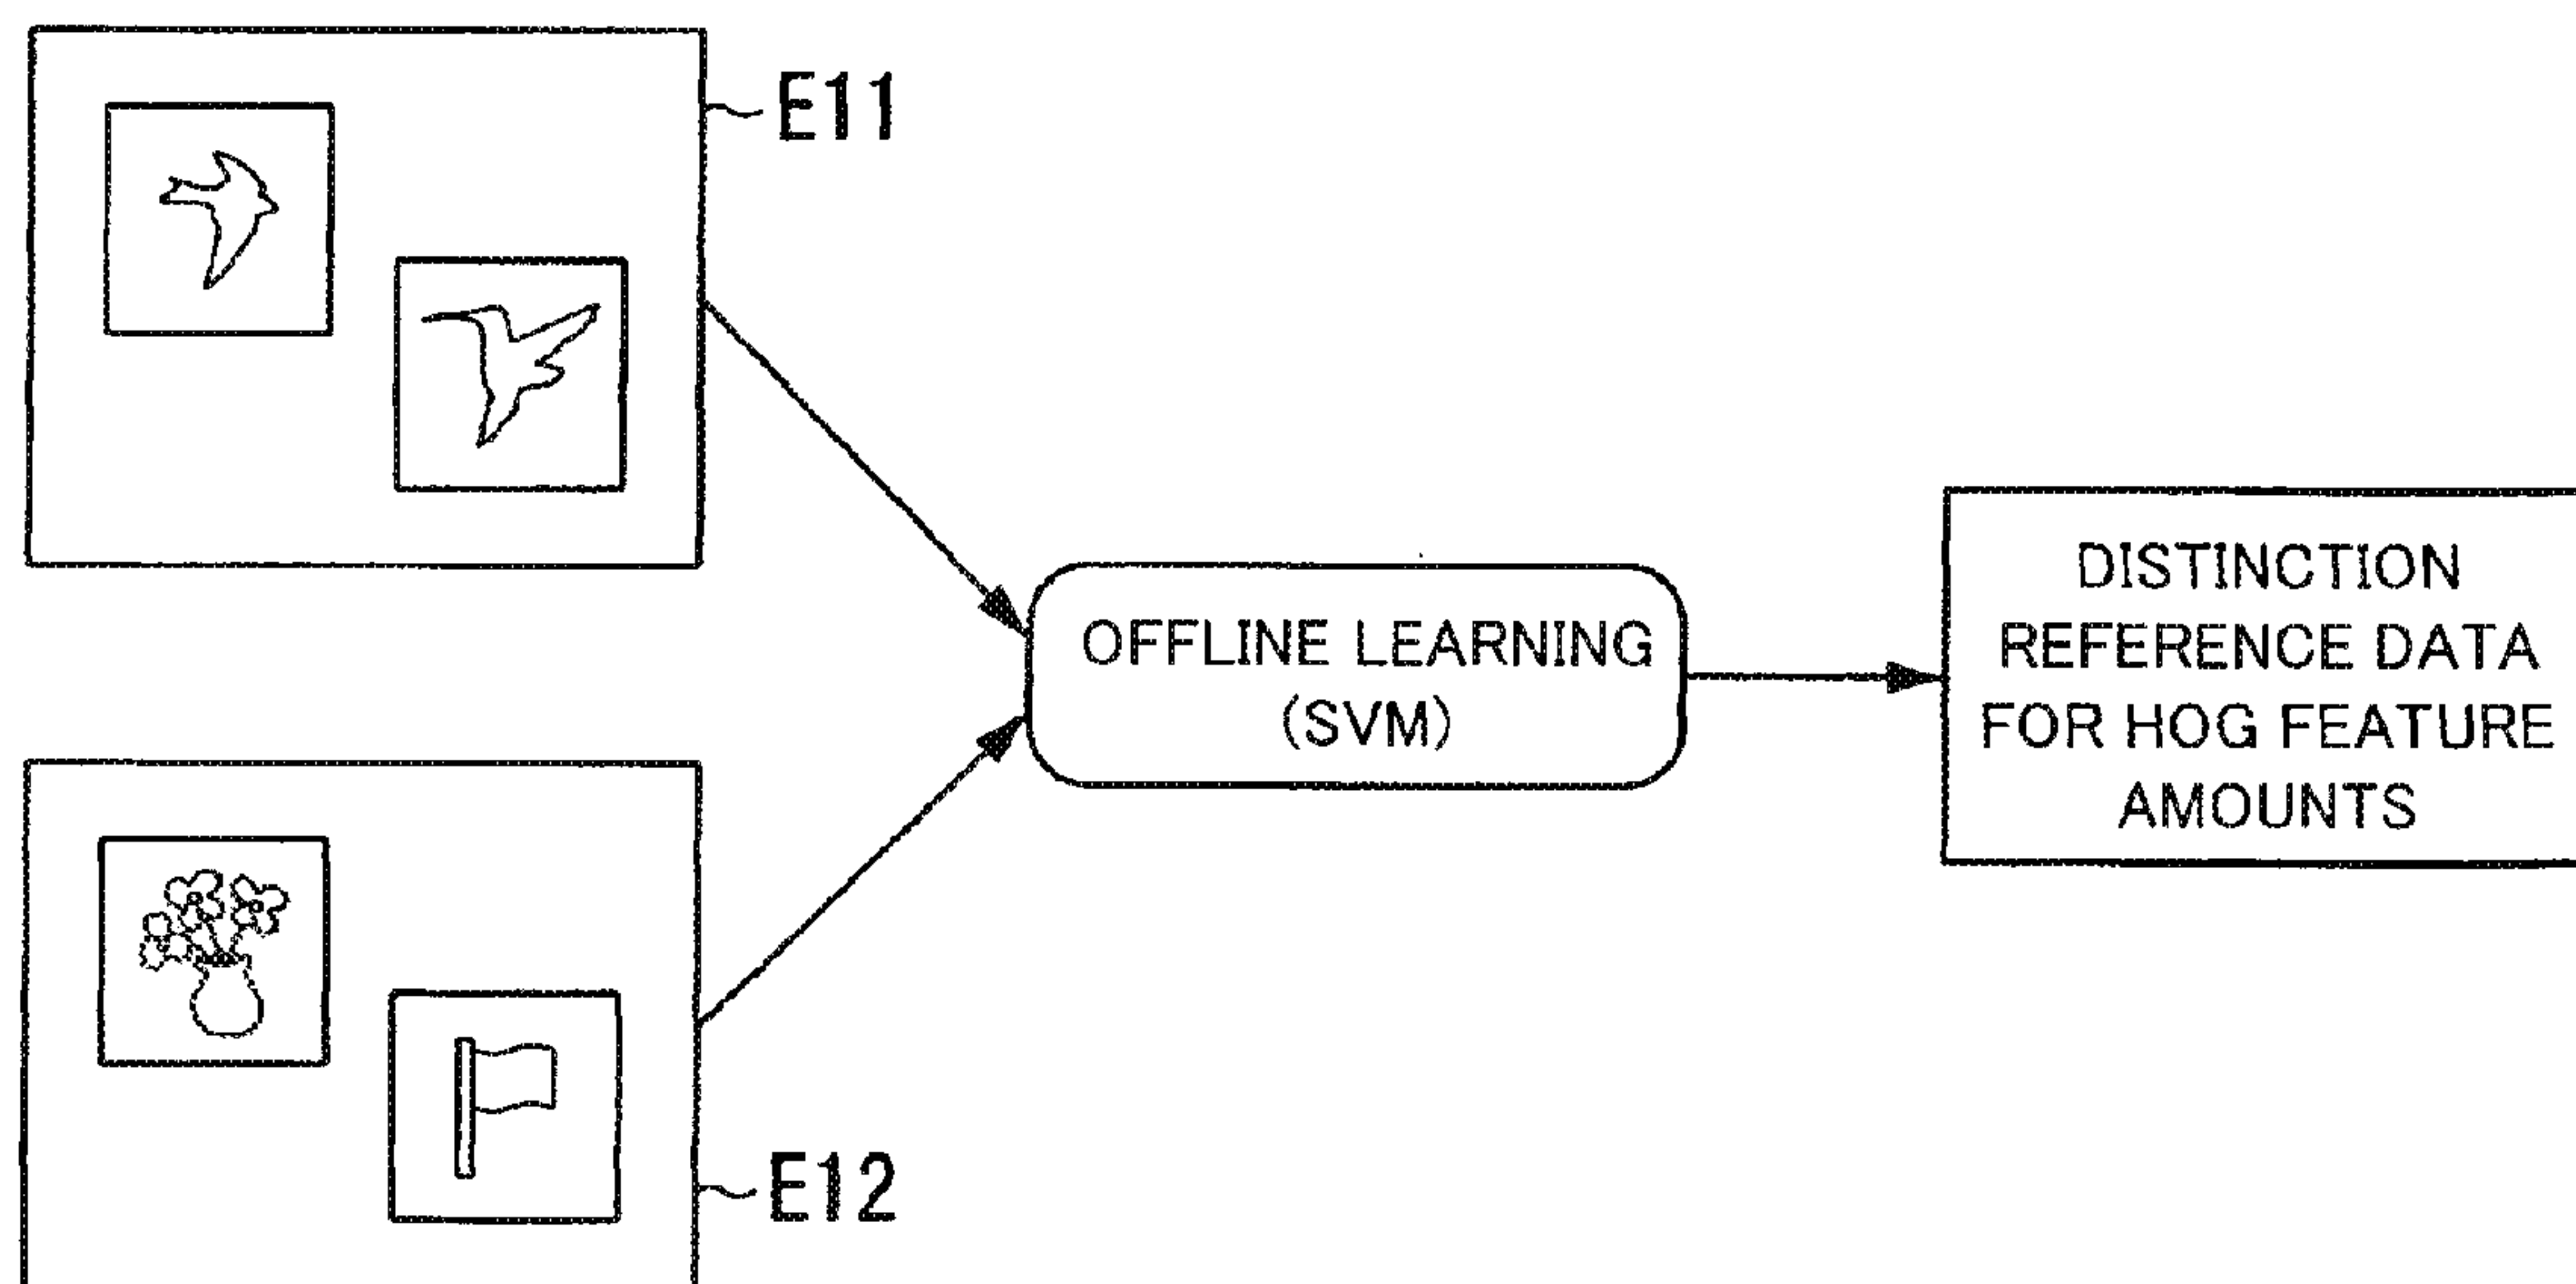 E11
OFFLINE LEARNING
(SVM)
DISTINCTION
REFERENCE DATA
FOR HOG FEATURE
AMOUNTS
E12